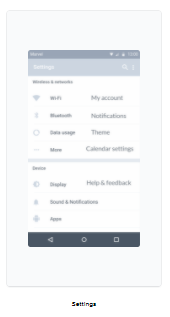 Settings
Wireless & networks
Wi-Fi My account
Bluetooth Notifications
Data usage Theme
More Calendar settings
Device
Display Help & feedback
Sound & Notifications
Apps
Settings